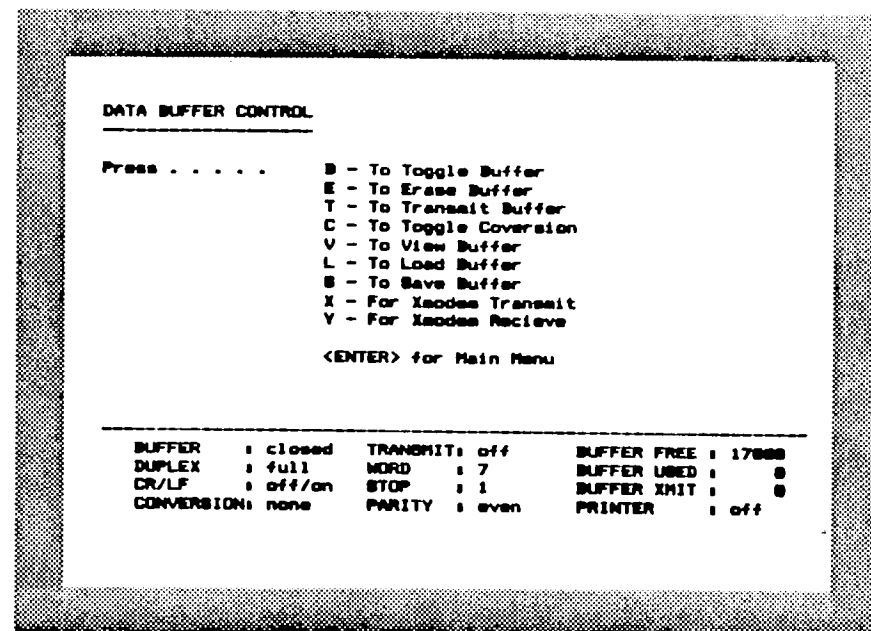 DATA BUFFER CONTROL
Press . . . . . B - To Toggle Buffer
E - To Erase Buffer
T - To Transmit Buffer
C - To Toggle Coversion
V - To View Buffer
L - To Load Buffer
S - To Save Buffer
X - For Xmodem Transmit
Y - For Xmodem Recieve
<ENTER> for Main Menu
BUFFER : closed TRANSMIT: off BUFFER FREE : 17000
DUPLEX : full WORD : 7 BUFFER USED : 0
CR/LF : off/on STOP : 1 BUFFER XMIT : 0
CONVERSION: none PARITY : even PRINTER : off